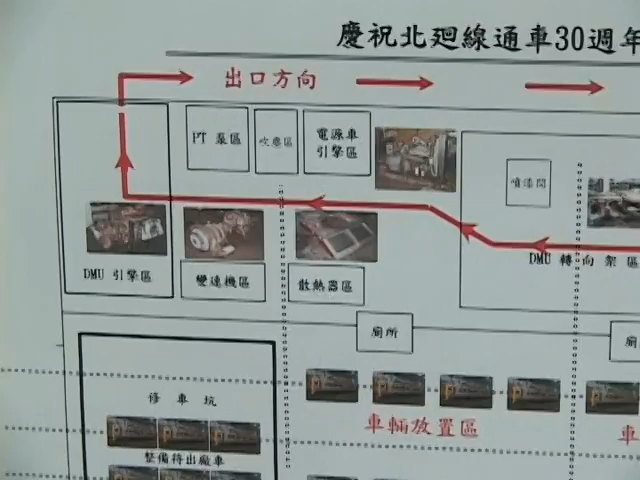 慶祝北迴線通車30週年
出口方向
PT 泵區
吹塵區
電源車
引擎區
噴漆間
DMU 引擎區
變速機區
散熱器區
DMU 轉向架區
廁所
廁
修車坑
車輛放置區
車
整備待出廠車